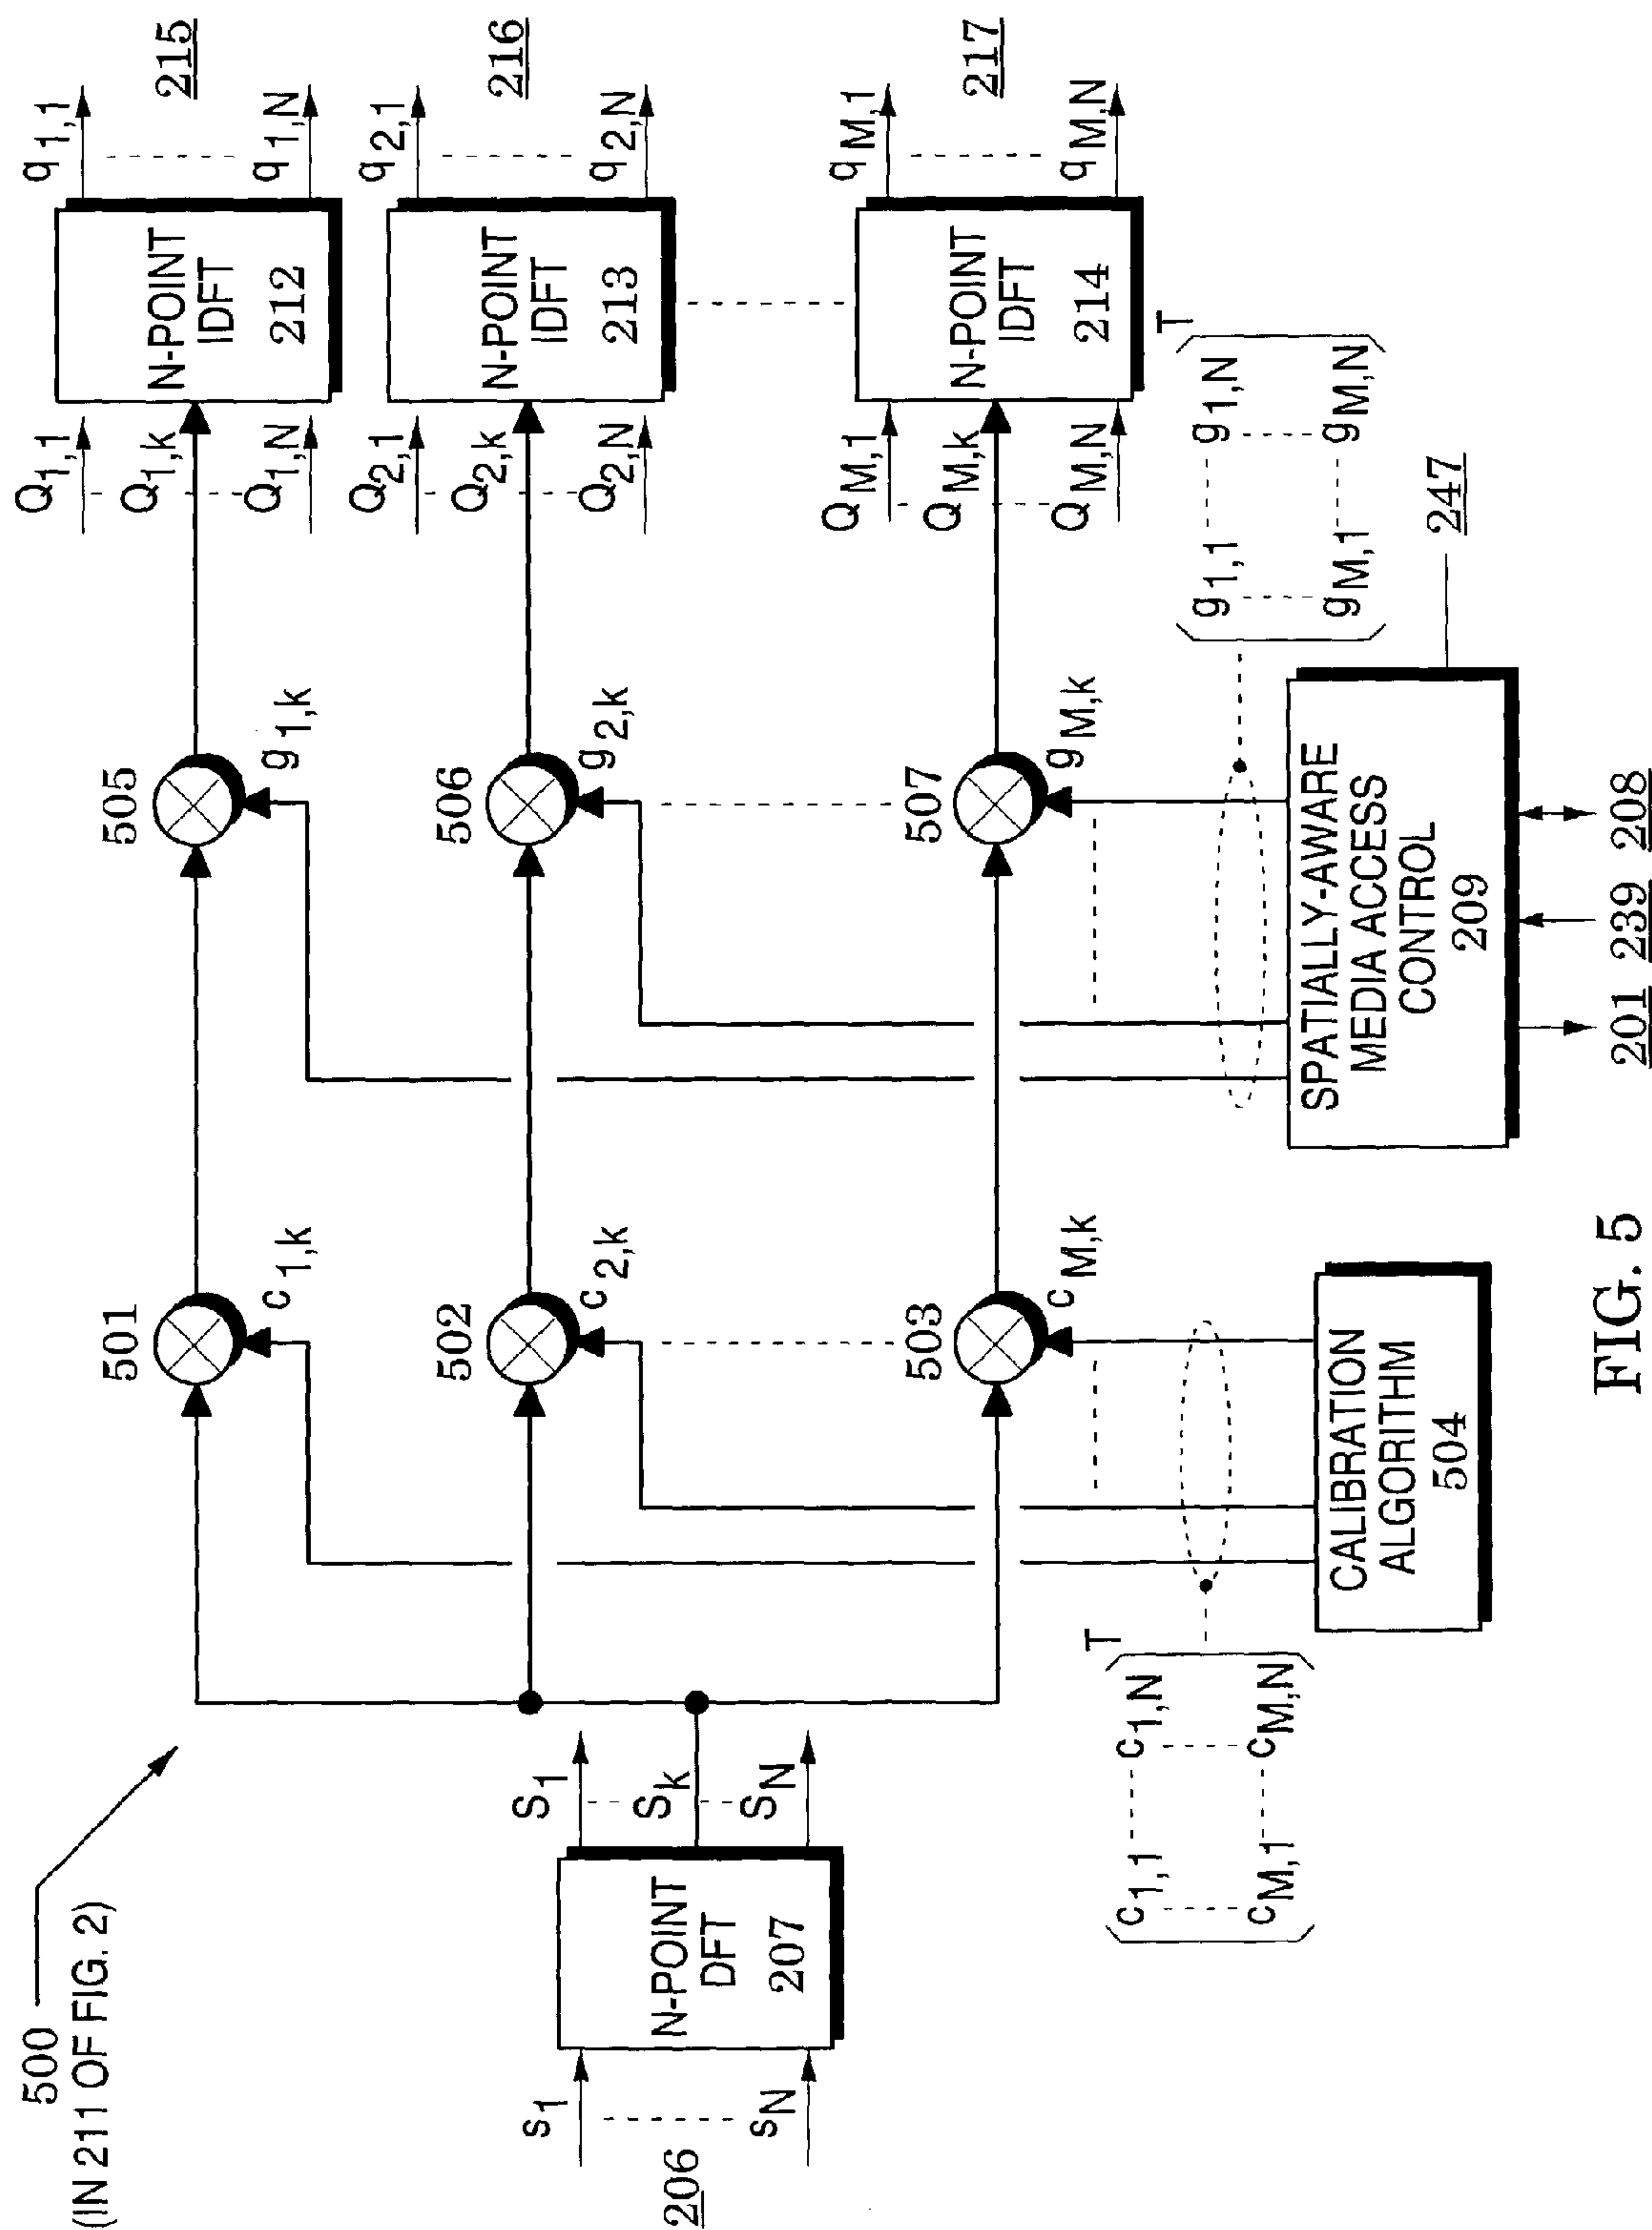 500
(IN 211 OF FIG. 2)
206
s1
sN
N-POINT
DFT
207
S1
Sk
SN
501
c1,k
502
c2,k
503
cM,k
505
g1,k
506
g2,k
507
gM,k
Q1,1
Q1,k
Q1,N
N-POINT
IDFT
212
q1,1
q1,N
215
Q2,1
Q2,k
Q2,N
N-POINT
IDFT
213
q2,1
q2,N
216
QM,1
QM,k
QM,N
N-POINT
IDFT
214
qM,1
qM,N
217
c1,1 c1,N T
cM,1 cM,N
CALIBRATION
ALGORITHM
504
g1,1 g1,N T
gM,1 gM,N
SPATIALLY-AWARE
MEDIA ACCESS
CONTROL
209
247
201 239 208
FIG. 5